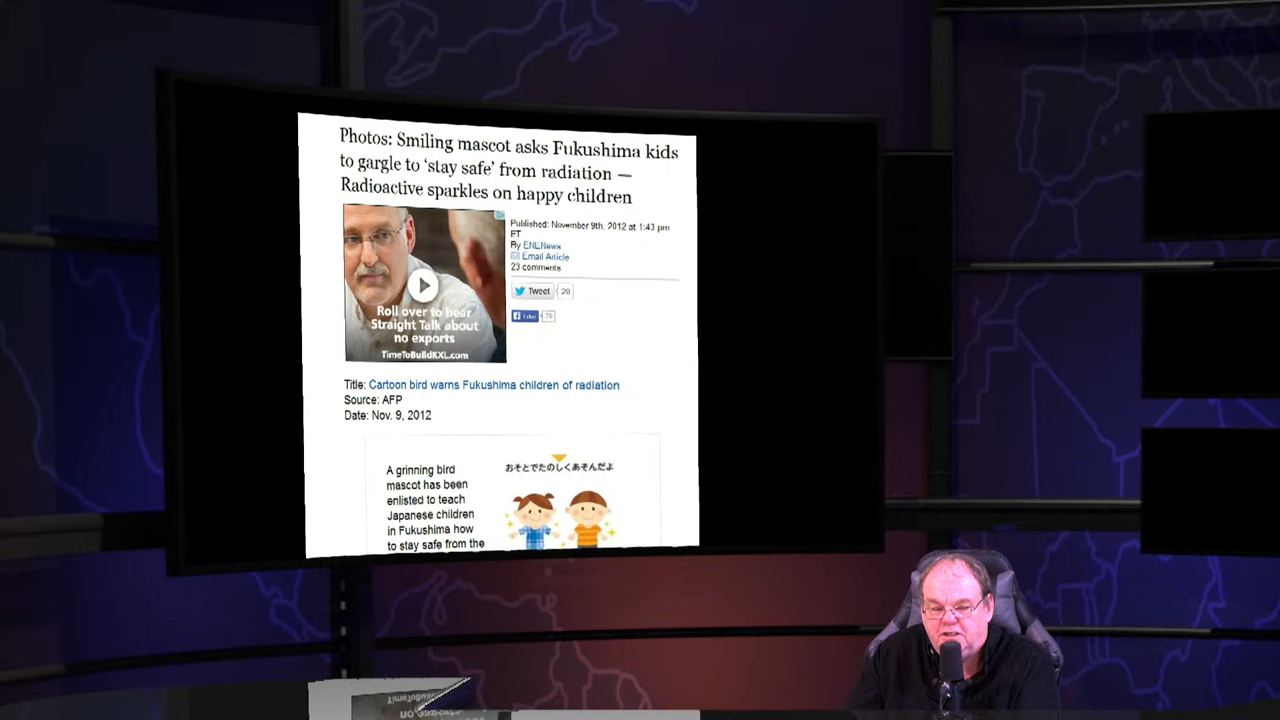 Photos: Smiling mascot asks Fukushima kids
to gargle to ‘stay safe’ from radiation —
Radioactive sparkles on happy children
Published: November 9th, 2012 at 1:43 pm
ET
By ENENews
Email Article
23 comments
Tweet 20
Like 76
Roll over to hear
Straight Talk about
no exports
TimeToBuildKXL.com
Title: Cartoon bird warns Fukushima children of radiation
Source: AFP
Date: Nov. 9, 2012
A grinning bird
mascot has been
enlisted to teach
Japanese children
in Fukushima how
to stay safe from the
おそとでたのしくあそんだよ